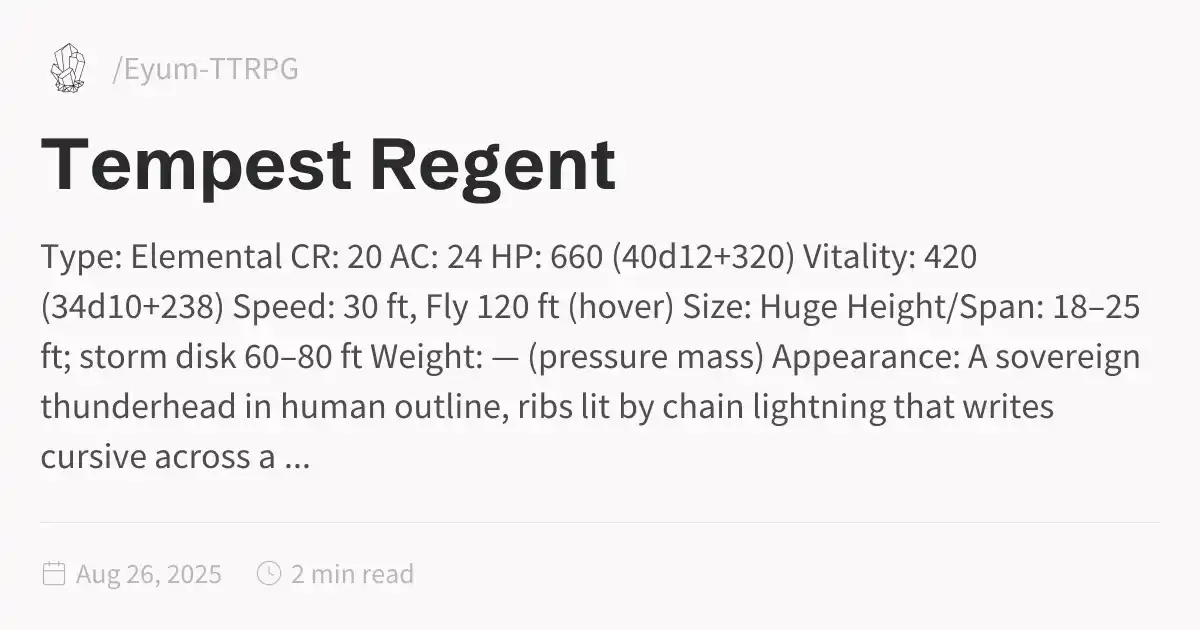 /Eyum-TTRPG
Tempest Regent
Type: Elemental CR: 20 AC: 24 HP: 660 (40d12+320) Vitality: 420
(34d10+238) Speed: 30 ft, Fly 120 ft (hover) Size: Huge Height/Span: 18–25
ft; storm disk 60–80 ft Weight: — (pressure mass) Appearance: A sovereign
thunderhead in human outline, ribs lit by chain lightning that writes
cursive across a ...
Aug 26, 2025 2 min read